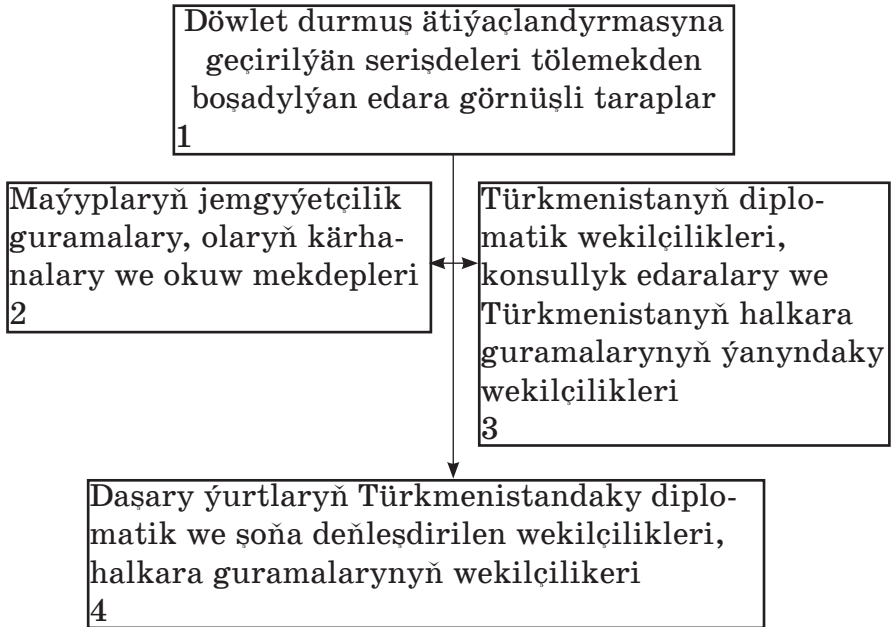 Döwlet durmuş ätiýaçlandyrmasyna
geçirilýän serişdeleri tölemekden
boşadylýan edara görnüşli taraplar
1
Maýyplaryň jemgyýetçilik
guramalary, olaryň kärha-
nalary we okuw mekdepleri
2
Türkmenistanyň diplo-
matik wekilçilikleri,
konsullyk edaralary we
Türkmenistanyň halkara
guramalarynyň ýanyndaky
wekilçilikleri
3
Daşary ýurtlaryň Türkmenistandaky diplo-
matik we şoňa deňleşdirilen wekilçilikleri,
halkara guramalarynyň wekilçilikeri
4